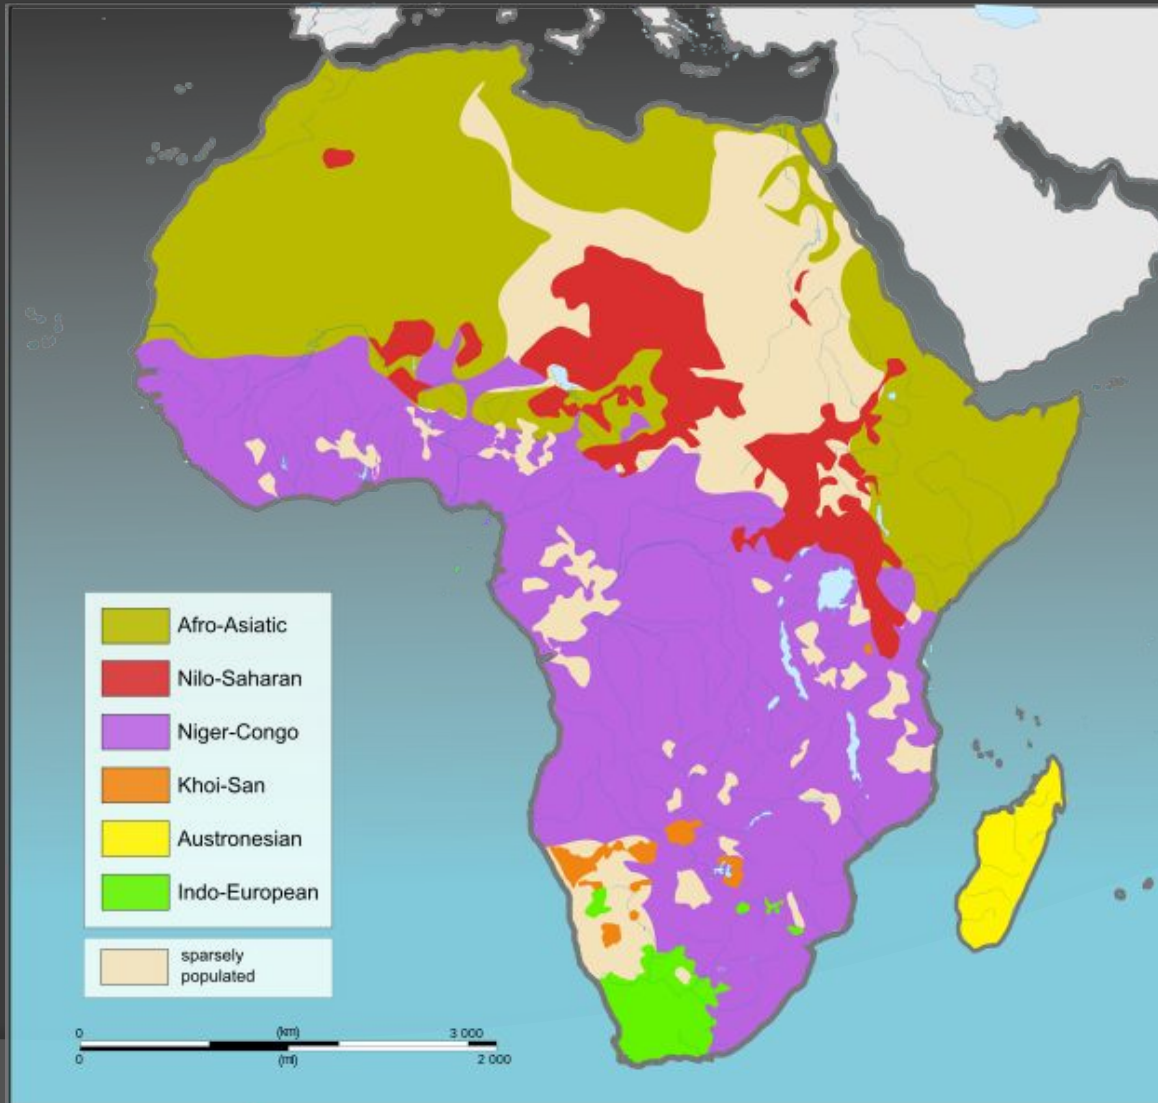 Afro-Asiatic
Nilo-Saharan
Niger-Congo
Khoi-San
Austronesian
Indo-European
sparsely
populated
0 (km) 3 000
0 (mi) 2 000